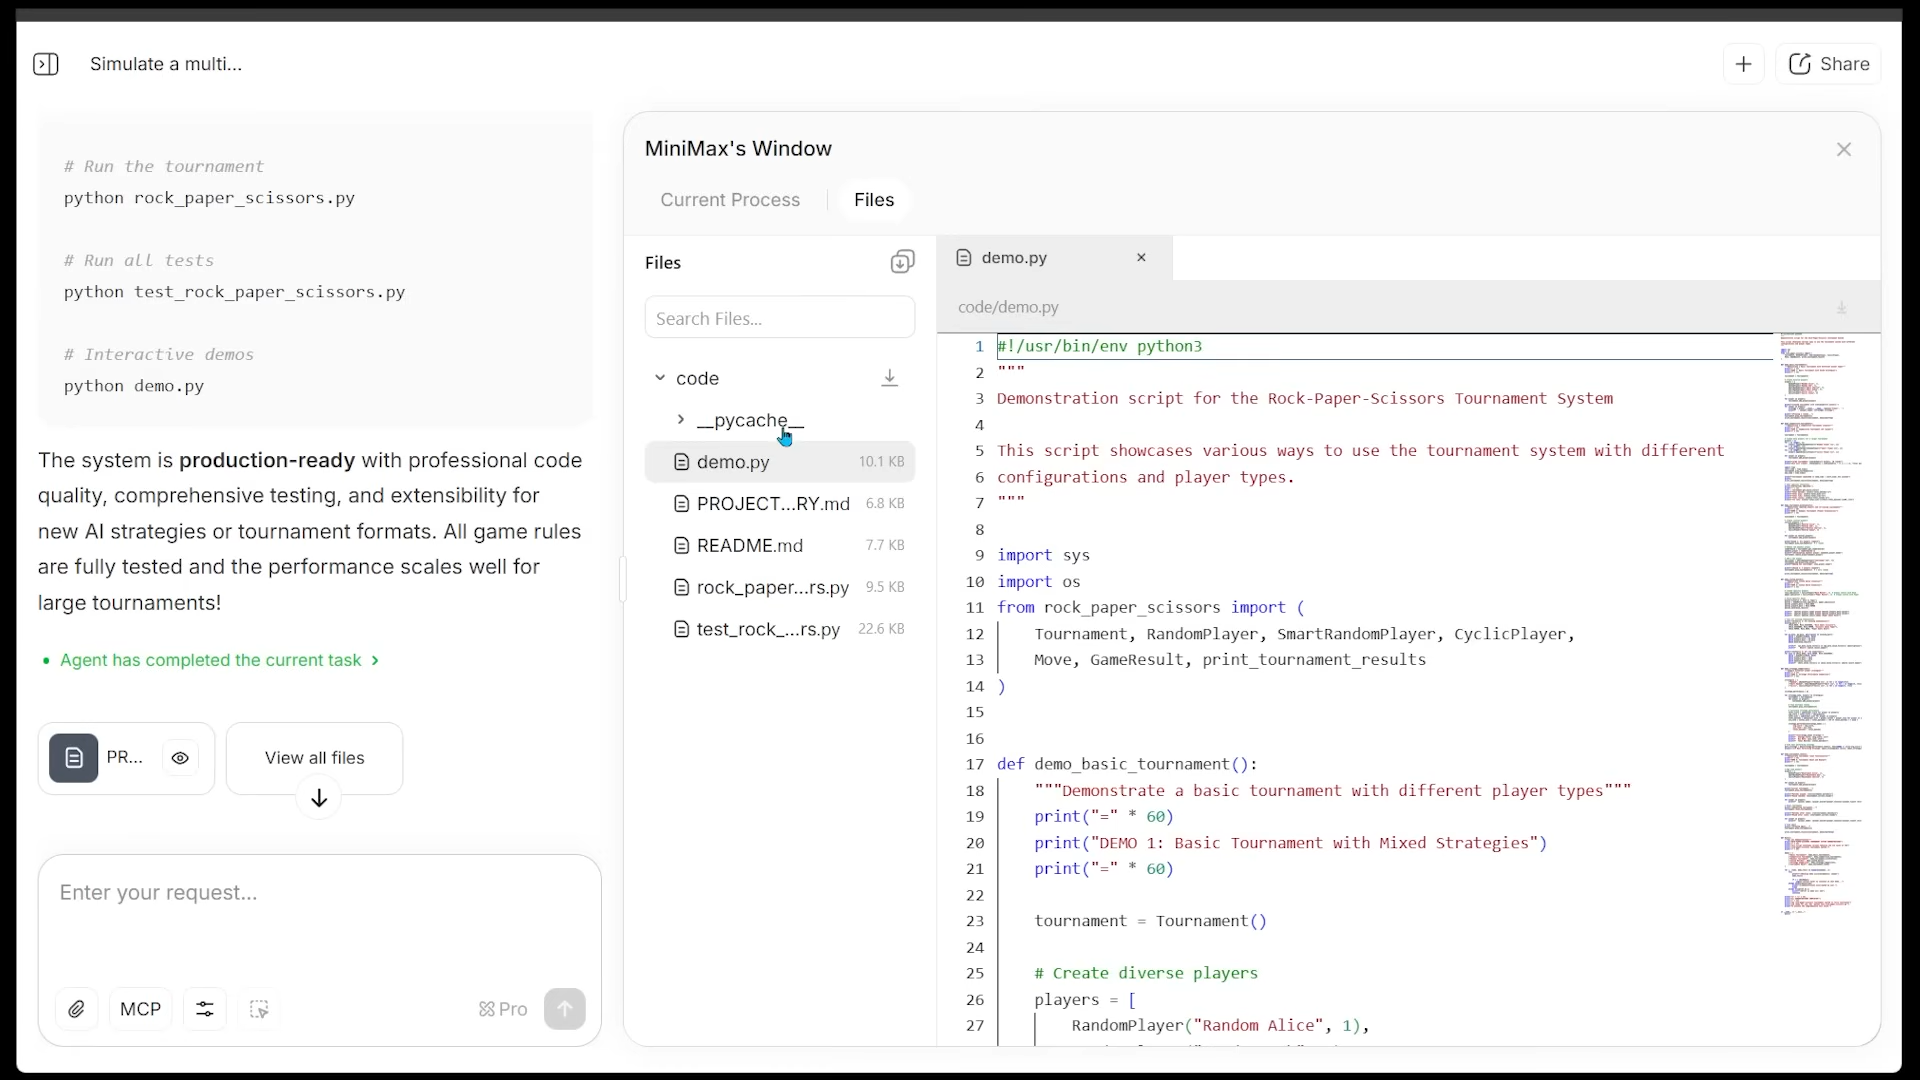 Simulate a multi...
Share
# Run the tournament
python rock_paper_scissors.py
# Run all tests
python test_rock_paper_scissors.py
# Interactive demos
python demo.py
The system is production-ready with professional code
quality, comprehensive testing, and extensibility for
new AI strategies or tournament formats. All game rules
are fully tested and the performance scales well for
large tournaments!
Agent has completed the current task
PR...
View all files
Enter your request...
MCP
Pro
MiniMax's Window
Current Process
Files
Files
Search Files...
code
__pycache__
demo.py 10.1 KB
PROJECT...RY.md 6.8 KB
README.md 7.7 KB
rock_paper...rs.py 9.5 KB
test_rock_...rs.py 22.6 KB
demo.py
code/demo.py
1 #!/usr/bin/env python3
2 """
3 Demonstration script for the Rock-Paper-Scissors Tournament System
4
5 This script showcases various ways to use the tournament system with different
6 configurations and player types.
7 """
8
9 import sys
10 import os
11 from rock_paper_scissors import (
12     Tournament, RandomPlayer, SmartRandomPlayer, CyclicPlayer,
13     Move, GameResult, print_tournament_results
14 )
15
16
17 def demo_basic_tournament():
18     """Demonstrate a basic tournament with different player types"""
19     print("=" * 60)
20     print("DEMO 1: Basic Tournament with Mixed Strategies")
21     print("=" * 60)
22
23     tournament = Tournament()
24
25     # Create diverse players
26     players = [
27         RandomPlayer("Random Alice", 1),